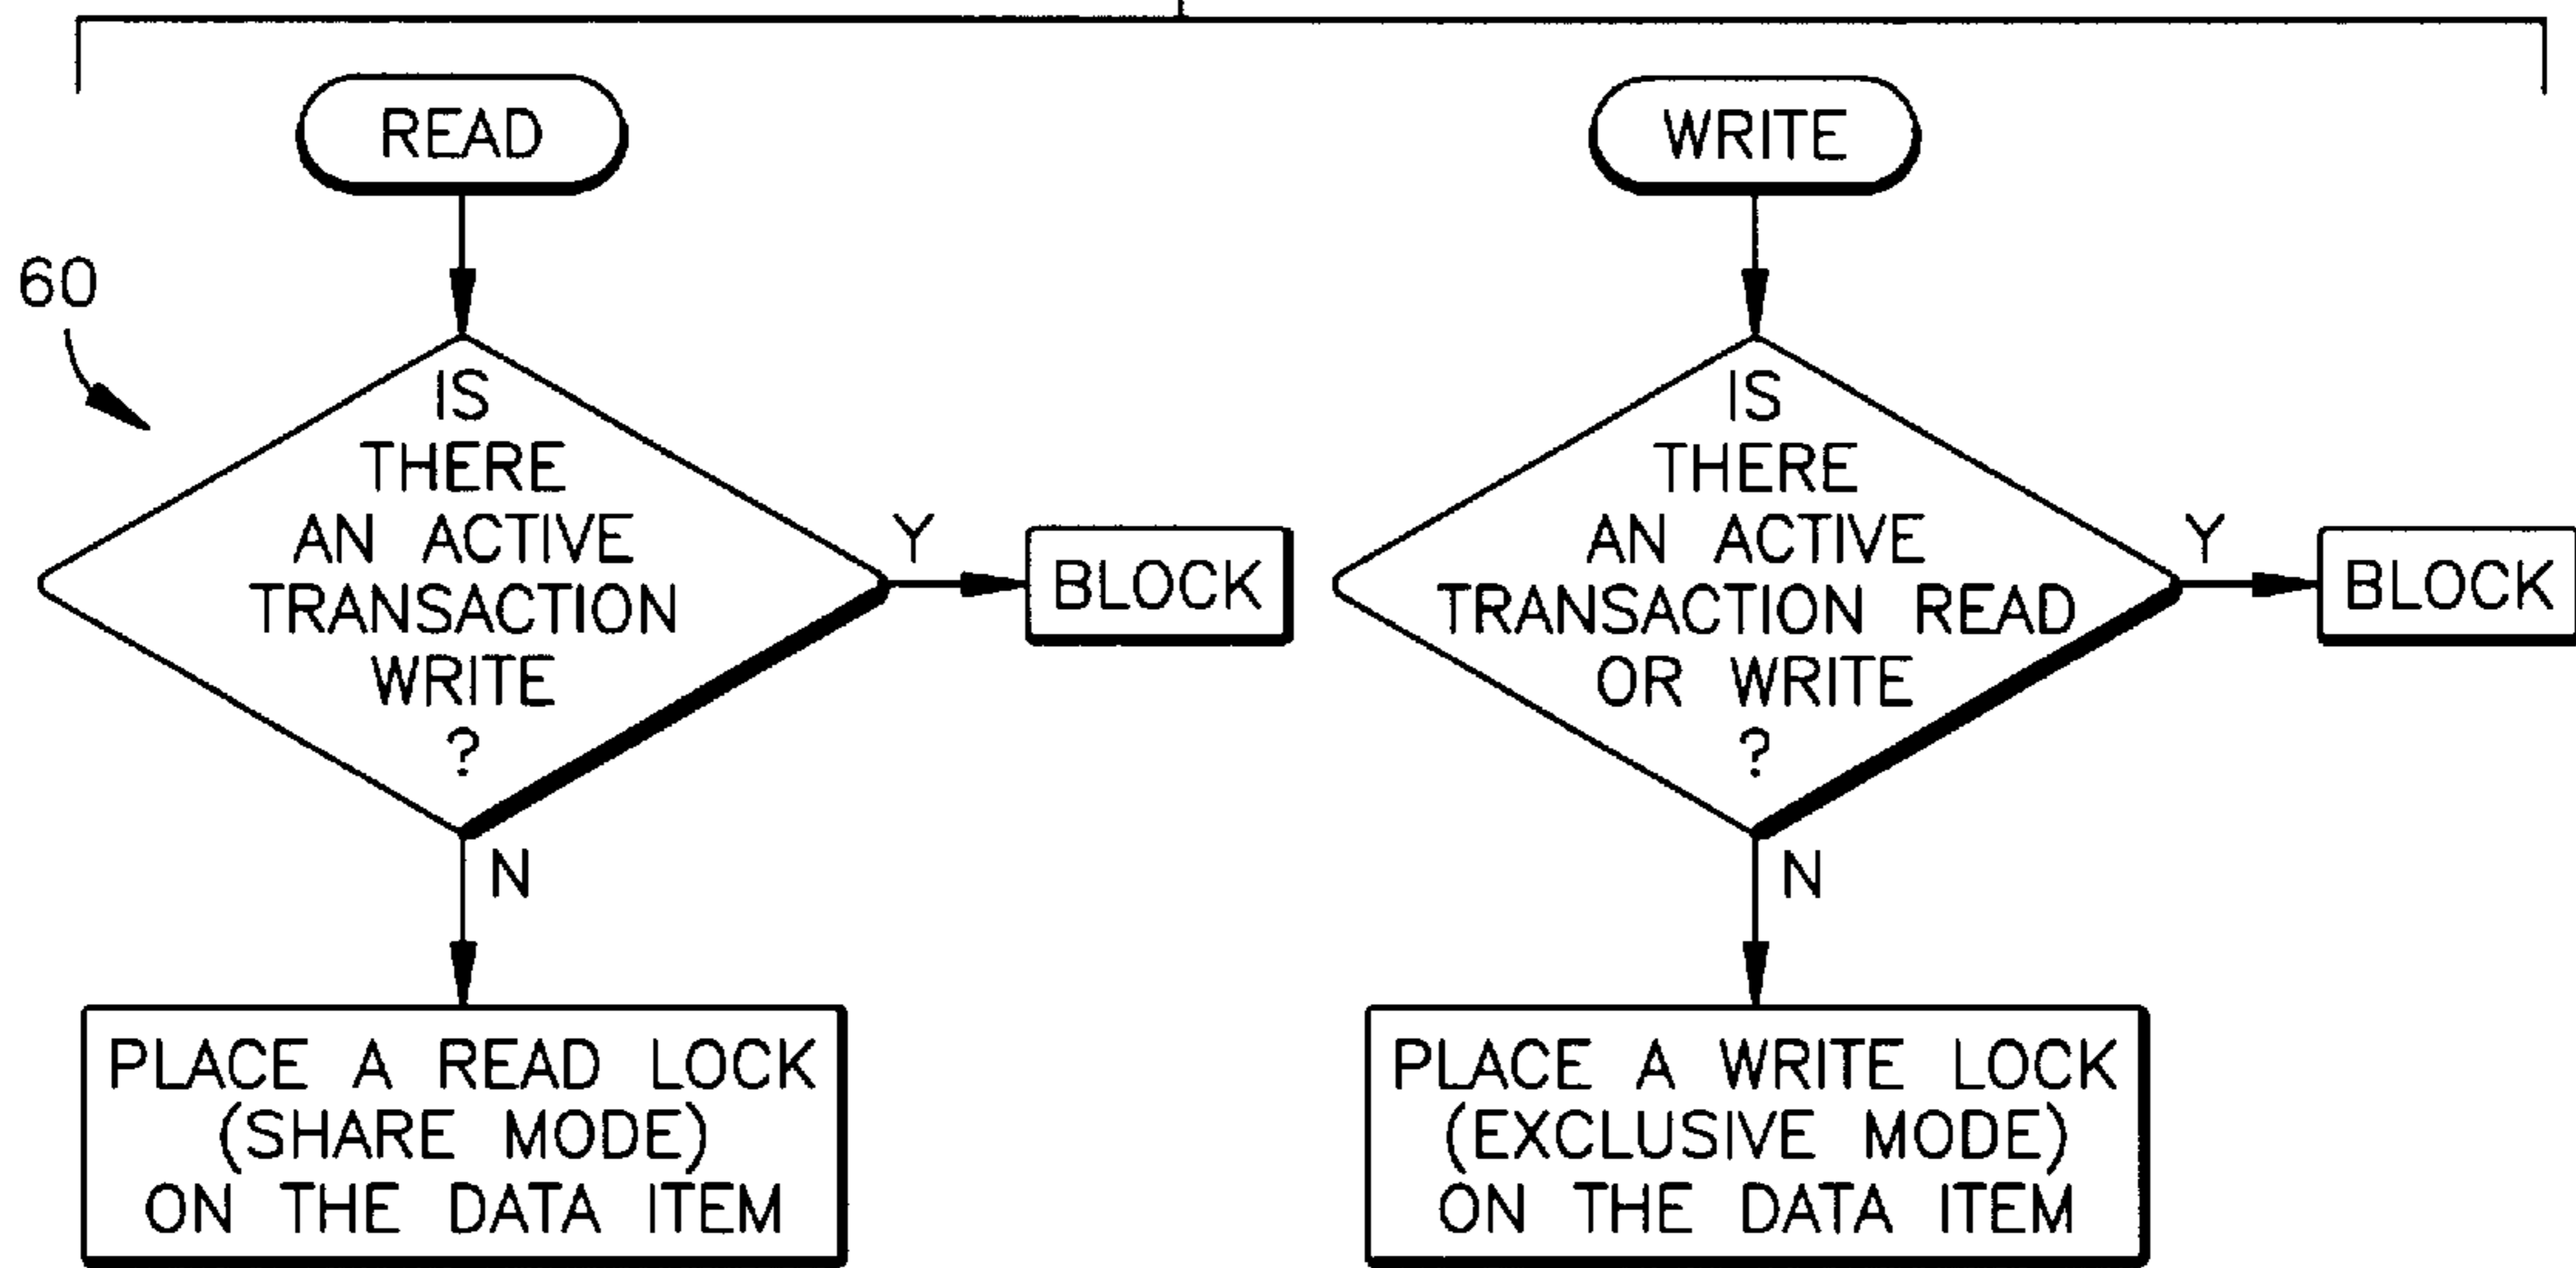 READ
60
IS
THERE
AN ACTIVE
TRANSACTION
WRITE
?
Y
BLOCK
N
PLACE A READ LOCK
(SHARE MODE)
ON THE DATA ITEM
WRITE
IS
THERE
AN ACTIVE
TRANSACTION READ
OR WRITE
?
Y
BLOCK
N
PLACE A WRITE LOCK
(EXCLUSIVE MODE)
ON THE DATA ITEM